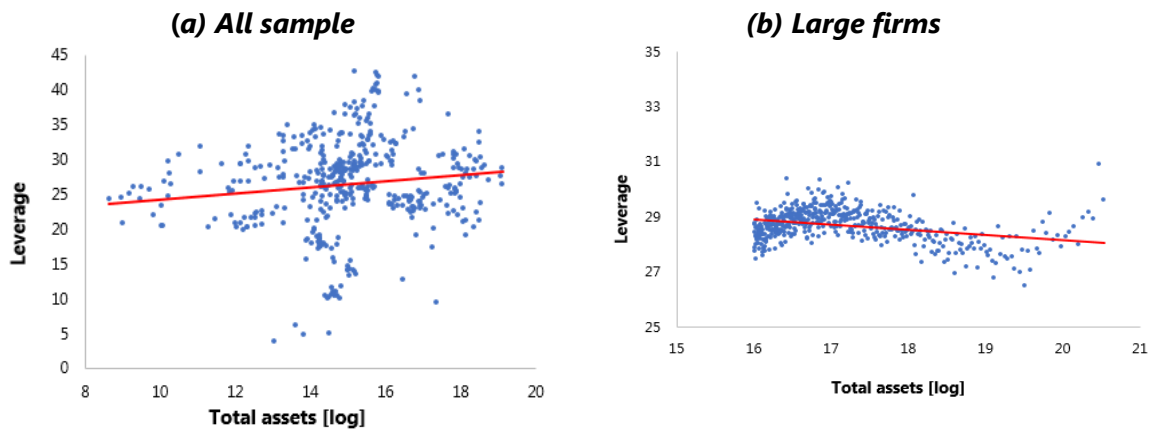 (a) All sample
45
40
35
30
25
20
15
10
5
0
Leverage
8 10 12 14 16 18 20
Total assets [log]
(b) Large firms
35
33
31
29
27
25
Leverage
15 16 17 18 19 20 21
Total assets [log]